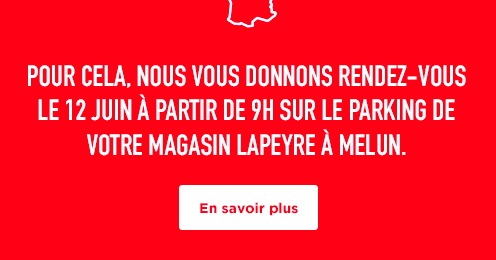 POUR CELA, NOUS VOUS DONNONS RENDEZ-VOUS
LE 12 JUIN À PARTIR DE 9H SUR LE PARKING DE
VOTRE MAGASIN LAPEYRE À MELUN.
En savoir plus